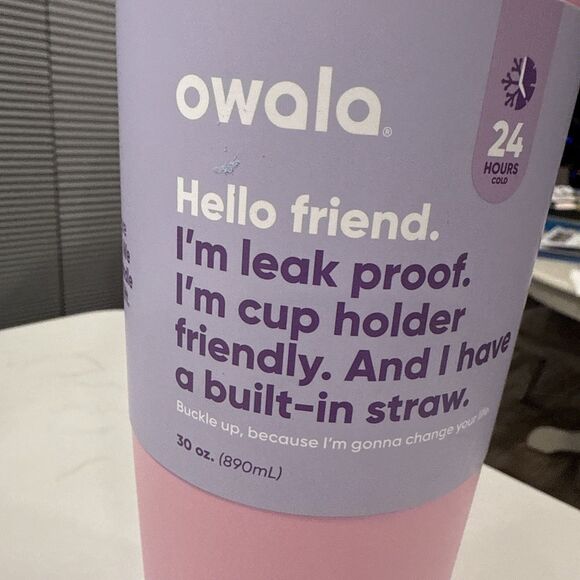 owala®
24
HOURS
COLD
Hello friend.
I'm leak proof.
I'm cup holder
friendly. And I have
a built-in straw.
Buckle up, because I'm gonna change your life.
30 oz. (890mL)